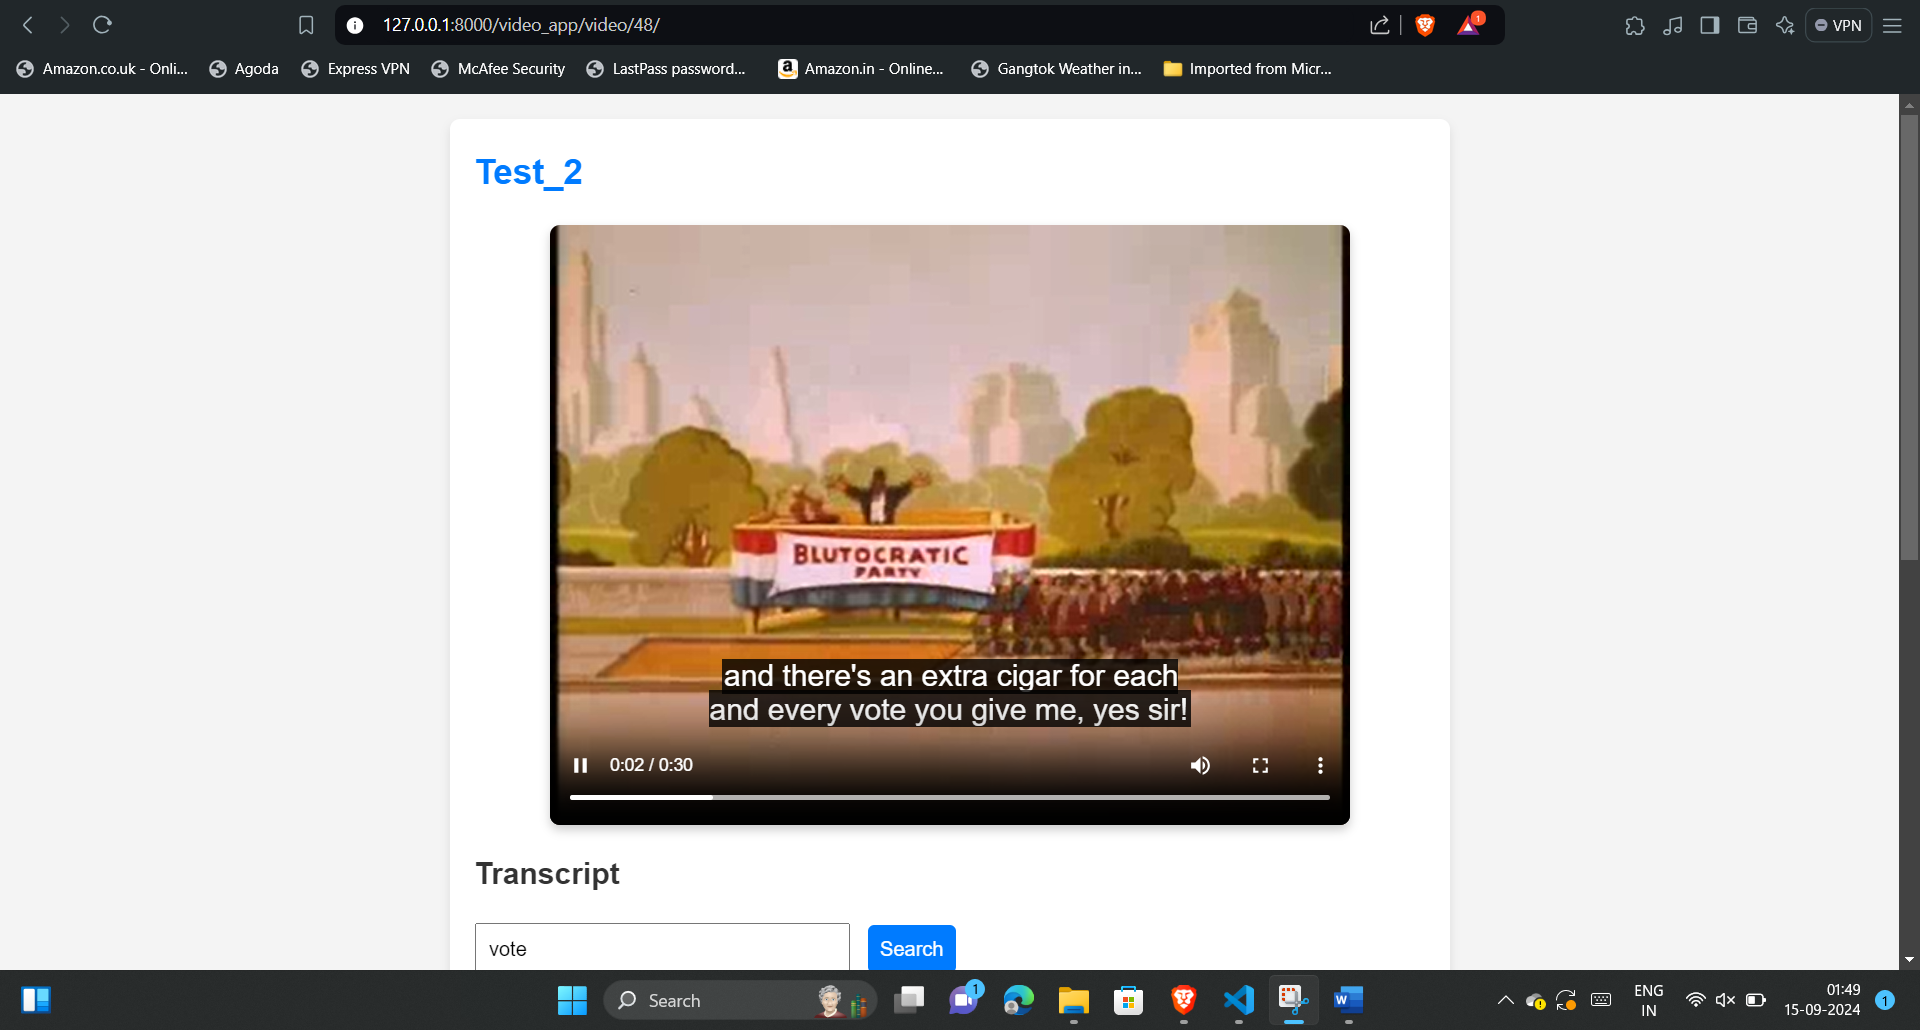 127.0.0.1:8000/video_app/video/48/
1
VPN
Amazon.co.uk - Onli...
Agoda
Express VPN
McAfee Security
LastPass password...
Amazon.in - Online...
Gangtok Weather in...
Imported from Micr...
Test_2
BLUTOCRATIC
PARTY
and there's an extra cigar for each
and every vote you give me, yes sir!
0:02 / 0:30
Transcript
vote
Search
Search
1
ENG
IN
01:49
15-09-2024
1